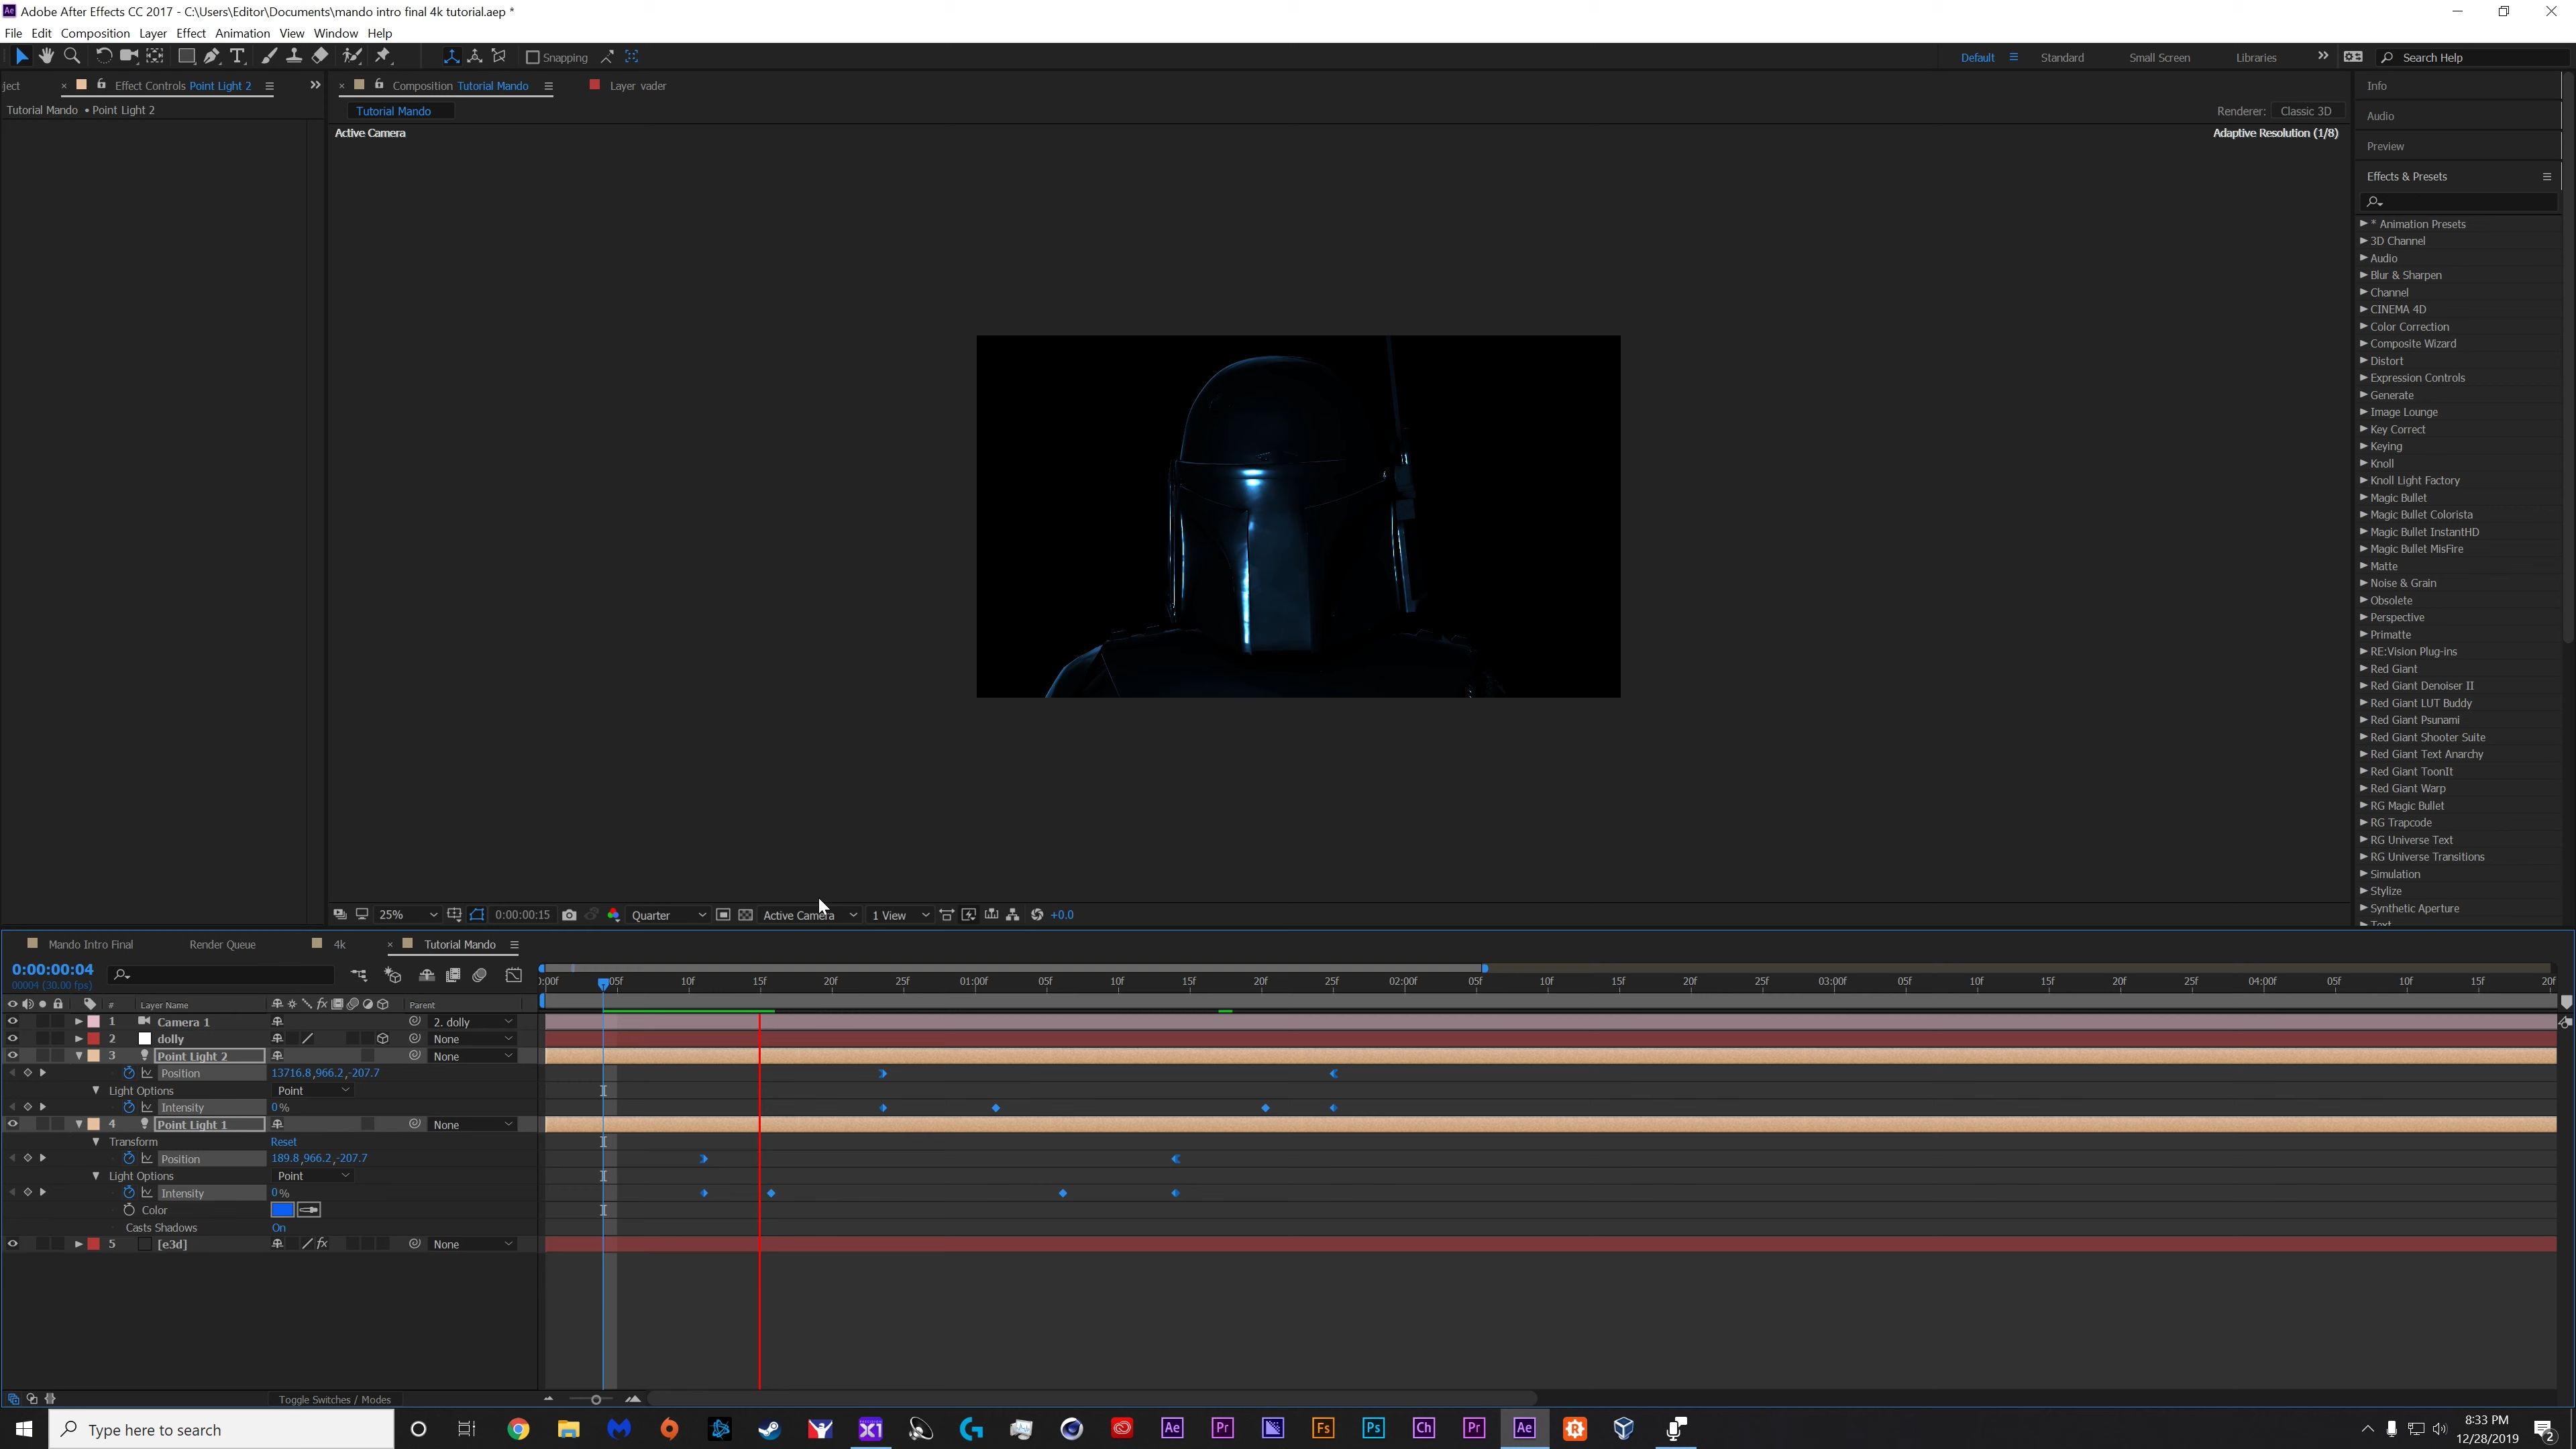 Adobe After Effects CC 2017 - C:\Users\Editor\Documents\mando intro final 4k tutorial.aep *
File Edit Composition Layer Effect Animation View Window Help
Snapping
Default Standard Small Screen Libraries Search Help
ject Effect Controls Point Light 2 Composition Tutorial Mando Layer vader
Tutorial Mando • Point Light 2
Tutorial Mando
Renderer: Classic 3D
Active Camera
Adaptive Resolution (1/8)
Info
Audio
Preview
Effects & Presets
* Animation Presets
3D Channel
Audio
Blur & Sharpen
Channel
CINEMA 4D
Color Correction
Composite Wizard
Distort
Expression Controls
Generate
Image Lounge
Key Correct
Keying
Knoll
Knoll Light Factory
Magic Bullet
Magic Bullet Colorista
Magic Bullet InstantHD
Magic Bullet MisFire
Matte
Noise & Grain
Obsolete
Perspective
Primatte
RE:Vision Plug-ins
Red Giant
Red Giant Denoiser II
Red Giant LUT Buddy
Red Giant Psunami
Red Giant Shooter Suite
Red Giant Text Anarchy
Red Giant ToonIt
Red Giant Warp
RG Magic Bullet
RG Trapcode
RG Universe Text
RG Universe Transitions
Simulation
Stylize
Synthetic Aperture
Text
25% 0:00:00:15 Quarter Active Camera 1 View +0.0
Mando Intro Final Render Queue 4k Tutorial Mando
0:00:00:04
00004 (30.00 fps)
):00f 05f 10f 15f 20f 25f 01:00f 05f 10f 15f 20f 25f 02:00f 05f 10f 15f 20f 25f 03:00f 05f 10f 15f 20f 25f 04:00f 05f 10f 15f 20f
# Layer Name fx Parent
1 Camera 1 2. dolly
2 dolly None
3 Point Light 2 None
Position 13716.8,966.2,-207.7
Light Options Point
Intensity 0%
4 Point Light 1 None
Transform Reset
Position 189.8,966.2,-207.7
Light Options Point
Intensity 0%
Color
Casts Shadows On
5 [e3d] fx None
Toggle Switches / Modes
Type here to search
X1 Ae Pr Fs Ps Ch Pr Ae
8:33 PM
12/28/2019
2